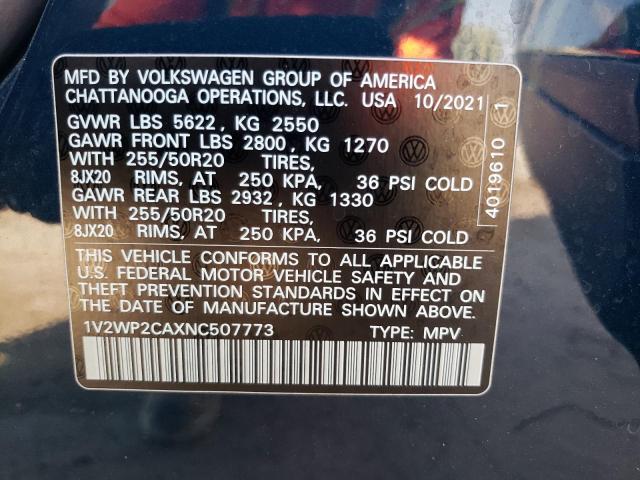 MFD BY VOLKSWAGEN GROUP OF AMERICA
CHATTANOOGA OPERATIONS, LLC. USA 10/2021
GVWR LBS 5622, KG 2550
GAWR FRONT LBS 2800, KG 1270
WITH 255/50R20 TIRES,
8JX20 RIMS, AT 250 KPA, 36 PSI COLD
GAWR REAR LBS 2932, KG 1330
WITH 255/50R20 TIRES,
8JX20 RIMS, AT 250 KPA, 36 PSI COLD
THIS VEHICLE CONFORMS TO ALL APPLICABLE
U.S. FEDERAL MOTOR VEHICLE SAFETY AND
THEFT PREVENTION STANDARDS IN EFFECT ON
THE DATE OF MANUFACTURE SHOWN ABOVE.
1V2WP2CAXNC507773 TYPE: MPV
4019610 1